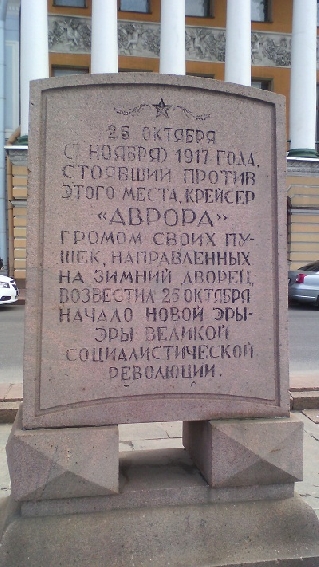 25 ОКТЯБРЯ
(7 НОЯБРЯ) 1917 ГОДА,
СТОЯВШИЙ ПРОТИВ
ЭТОГО МЕСТА, КРЕЙСЕР
«АВРОРА»
ГРОМОМ СВОИХ ПУ-
ШЕК, НАПРАВЛЕННЫХ
НА ЗИМНИЙ ДВОРЕЦ,
ВОЗВЕСТИЛ 25 ОКТЯБРЯ
НАЧАЛО НОВОЙ ЭРЫ-
ЭРЫ ВЕЛИКОЙ
СОЦИАЛИСТИЧЕСКОЙ
РЕВОЛЮЦИИ.